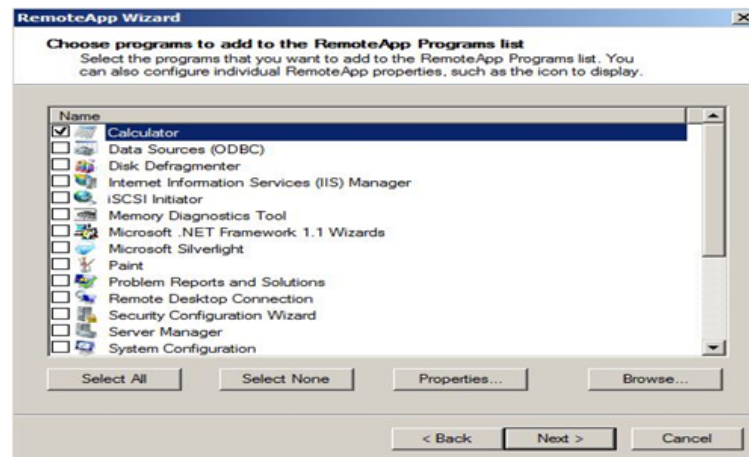 RemoteApp Wizard
Choose programs to add to the RemoteApp Programs list
Select the programs that you want to add to the RemoteApp Programs list. You
can also configure individual RemoteApp properties, such as the icon to display.
Name
Calculator
Data Sources (ODBC)
Disk Defragmenter
Internet Information Services (IIS) Manager
iSCSI Initiator
Memory Diagnostics Tool
Microsoft .NET Framework 1.1 Wizards
Microsoft Silverlight
Paint
Problem Reports and Solutions
Remote Desktop Connection
Security Configuration Wizard
Server Manager
System Configuration
Select All Select None Properties... Browse...
< Back Next > Cancel